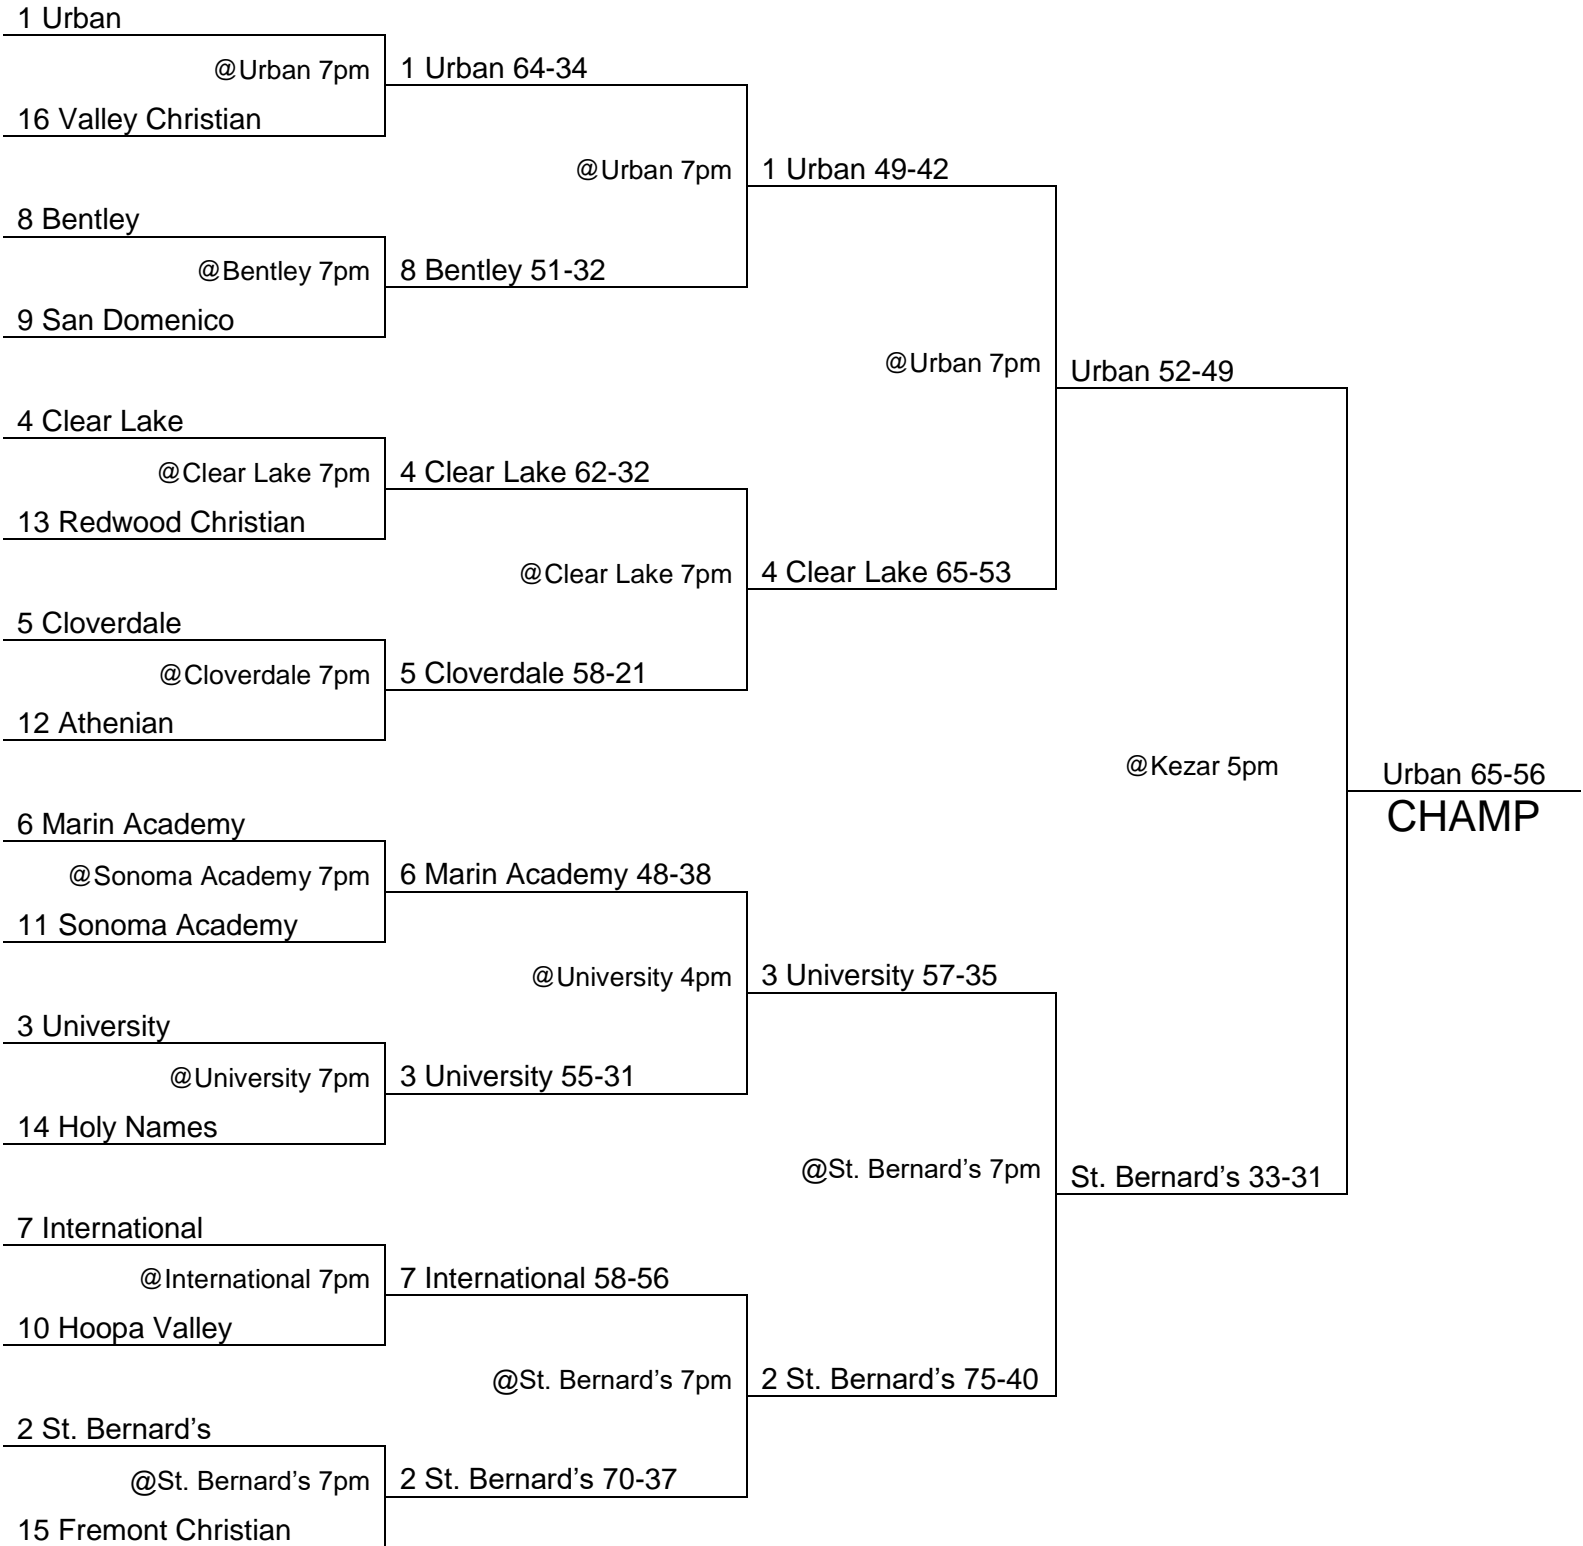 1 Urban
@Urban 7pm
1 Urban 64-34
16 Valley Christian
@Urban 7pm
1 Urban 49-42
8 Bentley
@Bentley 7pm
8 Bentley 51-32
9 San Domenico
@Urban 7pm
Urban 52-49
4 Clear Lake
@Clear Lake 7pm
4 Clear Lake 62-32
13 Redwood Christian
@Clear Lake 7pm
4 Clear Lake 65-53
5 Cloverdale
@Cloverdale 7pm
5 Cloverdale 58-21
12 Athenian
@Kezar 5pm
Urban 65-56
CHAMP
6 Marin Academy
@Sonoma Academy 7pm
6 Marin Academy 48-38
11 Sonoma Academy
@University 4pm
3 University 57-35
3 University
@University 7pm
3 University 55-31
14 Holy Names
@St. Bernard’s 7pm
St. Bernard’s 33-31
7 International
@International 7pm
7 International 58-56
10 Hoopa Valley
@St. Bernard’s 7pm
2 St. Bernard’s 75-40
2 St. Bernard’s
@St. Bernard’s 7pm
2 St. Bernard’s 70-37
15 Fremont Christian